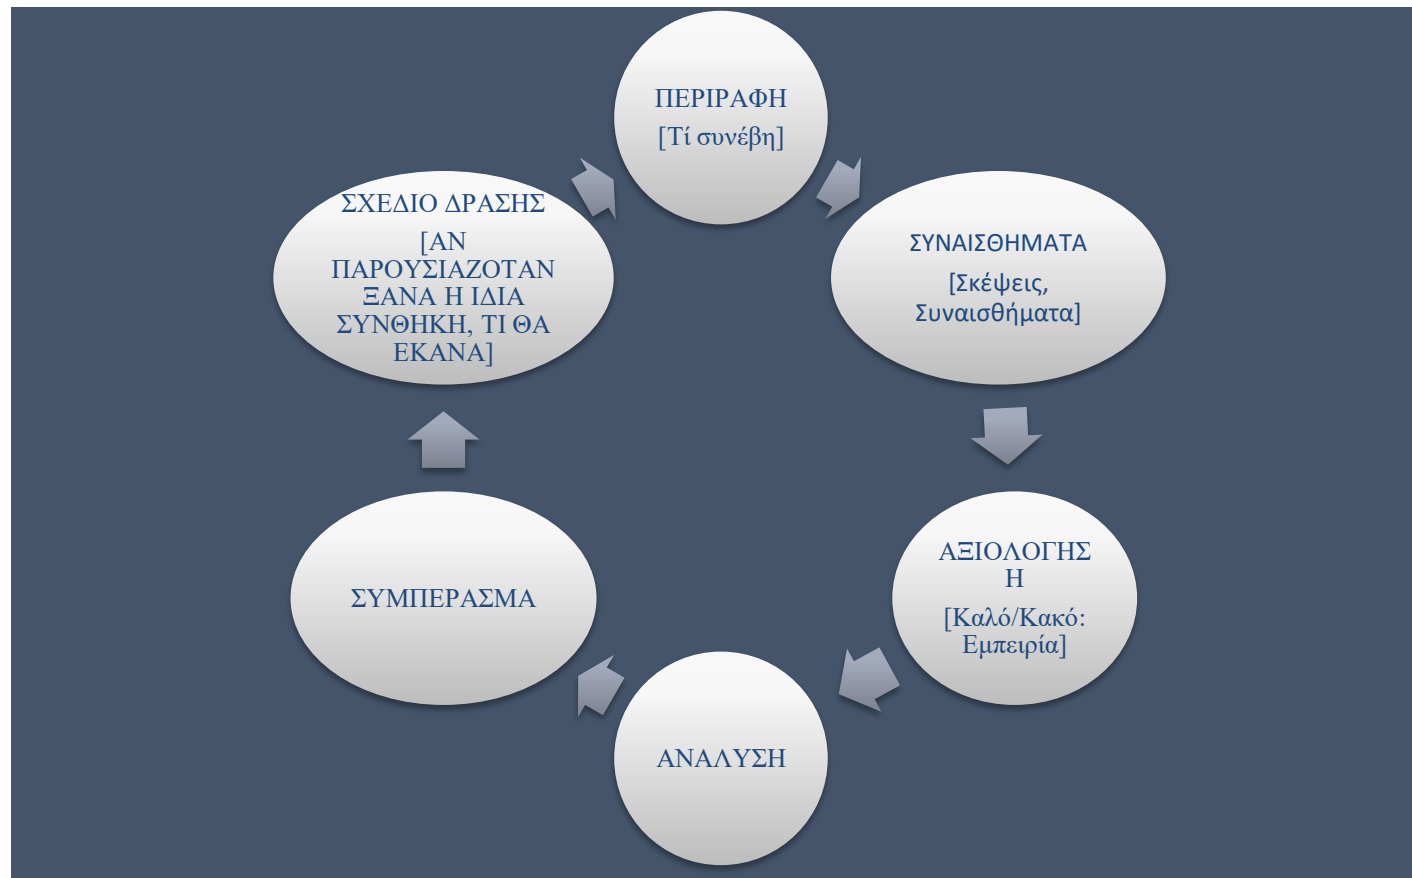 ΠΕΡΙΡΑΦΗ
[Τί συνέβη]
ΣΥΝΑΙΣΘΗΜΑΤΑ
[Σκέψεις,
Συναισθήματα]
ΑΞΙΟΛΟΓΗΣ
Η
[Καλό/Κακό:
Εμπειρία]
ΑΝΑΛΥΣΗ
ΣΥΜΠΕΡΑΣΜΑ
ΣΧΕΔΙΟ ΔΡΑΣΗΣ
[ΑΝ
ΠΑΡΟΥΣΙΑΖΟΤΑΝ
ΞΑΝΑ Η ΙΔΙΑ
ΣΥΝΘΗΚΗ, ΤΙ ΘΑ
ΕΚΑΝΑ]